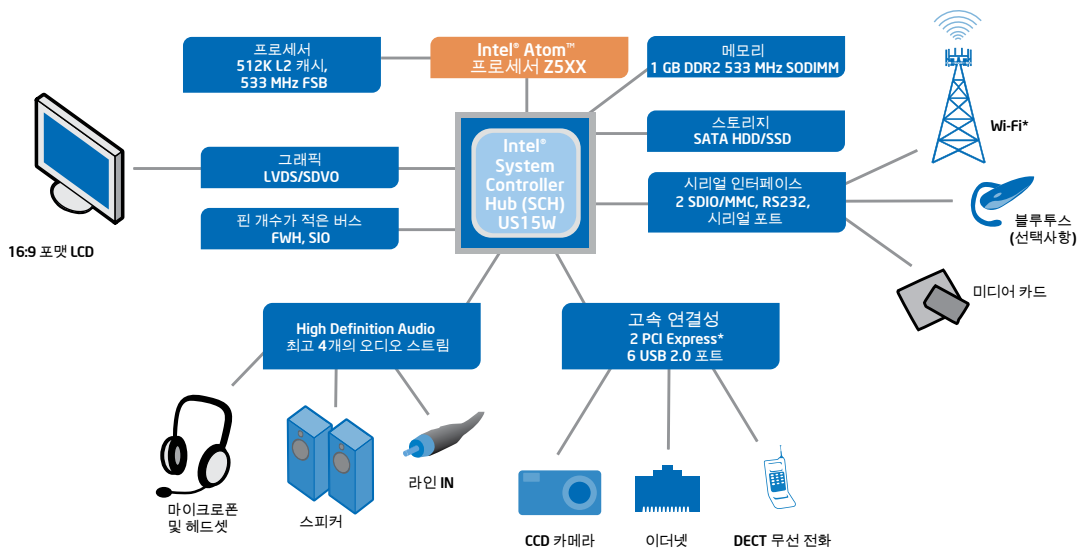 프로세서
512K L2 캐시,
533 MHz FSB
Intel® Atom™
프로세서 Z5XX
메모리
1 GB DDR2 533 MHz SODIMM
스토리지
SATA HDD/SSD
Wi-Fi*
그래픽
LVDS/SDVO
Intel®
System
Controller
Hub (SCH)
US15W
시리얼 인터페이스
2 SDIO/MMC, RS232,
시리얼 포트
핀 개수가 적은 버스
FWH, SIO
16:9 포맷 LCD
블루투스
(선택사항)
미디어 카드
High Definition Audio
최고 4개의 오디오 스트림
고속 연결성
2 PCI Express*
6 USB 2.0 포트
마이크로폰
및 헤드셋
스피커
라인 IN
CCD 카메라
이더넷
DECT 무선 전화